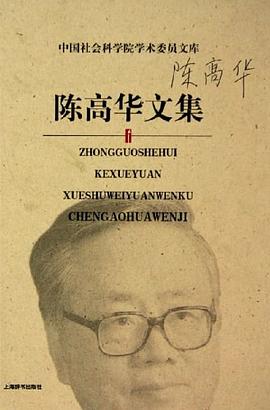 中国社会科学院学术委员文库
陈高华
陈高华文集
ZHONGGUOSHEHUI
KEXUEYUAN
XUESHUWEIYUANWENKU
CHENGAOHUAWENJI
上海辞书出版社